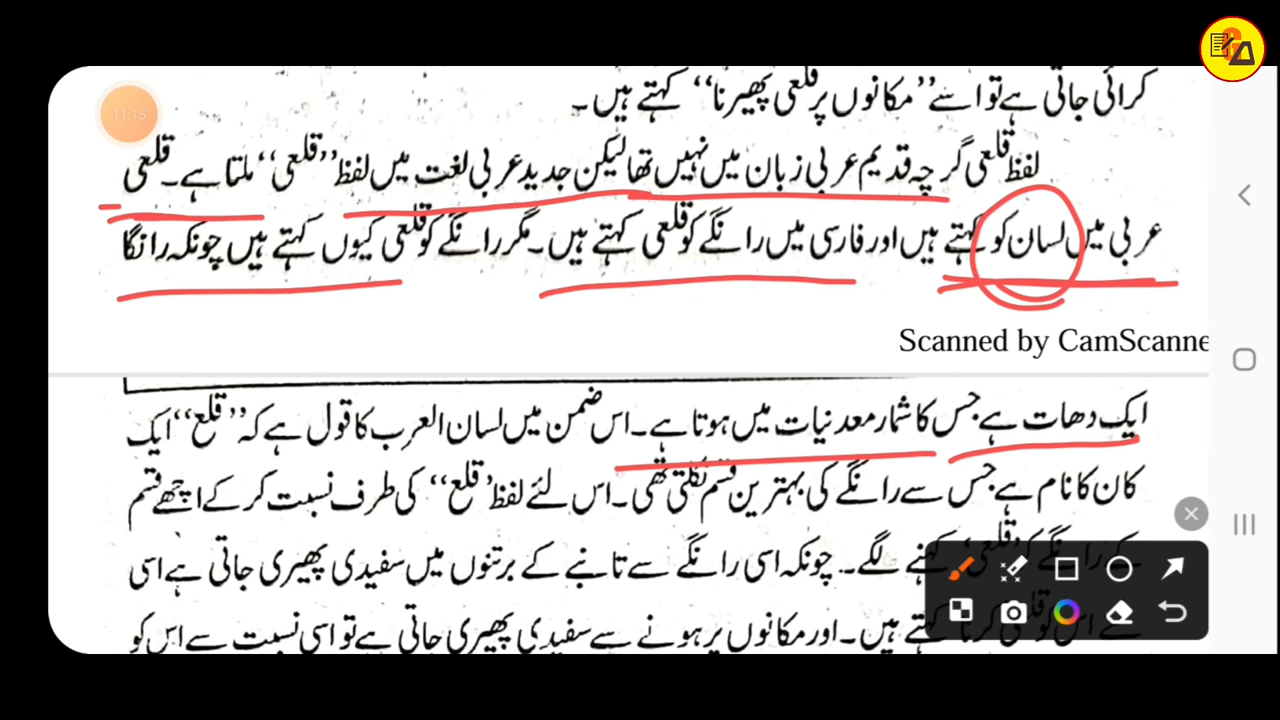 کرائی جاتی ہے تو اسے ”مکانوں پر قلعی پھیرنا“ کہتے ہیں۔
11:15
لفظ قلعی گر چہ قدیم عربی زبان میں نہیں تھا لیکن جدید عربی لغت میں لفظ ”قلعی“ ملتا ہے۔ قلعی
عربی میں لسان کو کہتے ہیں اور فارسی میں رانگے کو قلعی کہتے ہیں۔ مگر رانگے کو قلعی کیوں کہتے ہیں چونکہ رانگا
Scanned by CamScanne
ایک دھات ہے جس کا شمار معدنیات میں ہوتا ہے۔ اس ضمن میں لسان العرب کا قول ہے کہ ”قلع“ ایک
کان کا نام ہے جس سے رانگے کی بہترین قسم نکلتی تھی۔ اس لئے لفظ ”قلع“ کی طرف نسبت کر کے اچھے قسم
کے رانگے کو ”قلعی“ کہنے لگے۔ چونکہ اسی رانگے سے تانبے کے برتنوں میں سفیدی پھیری جاتی ہے اسی
کہتے ہیں۔ اور مکانوں پر ہونے سے سفیدی پھیری جاتی ہے تو اسی نسبت سے اس کو